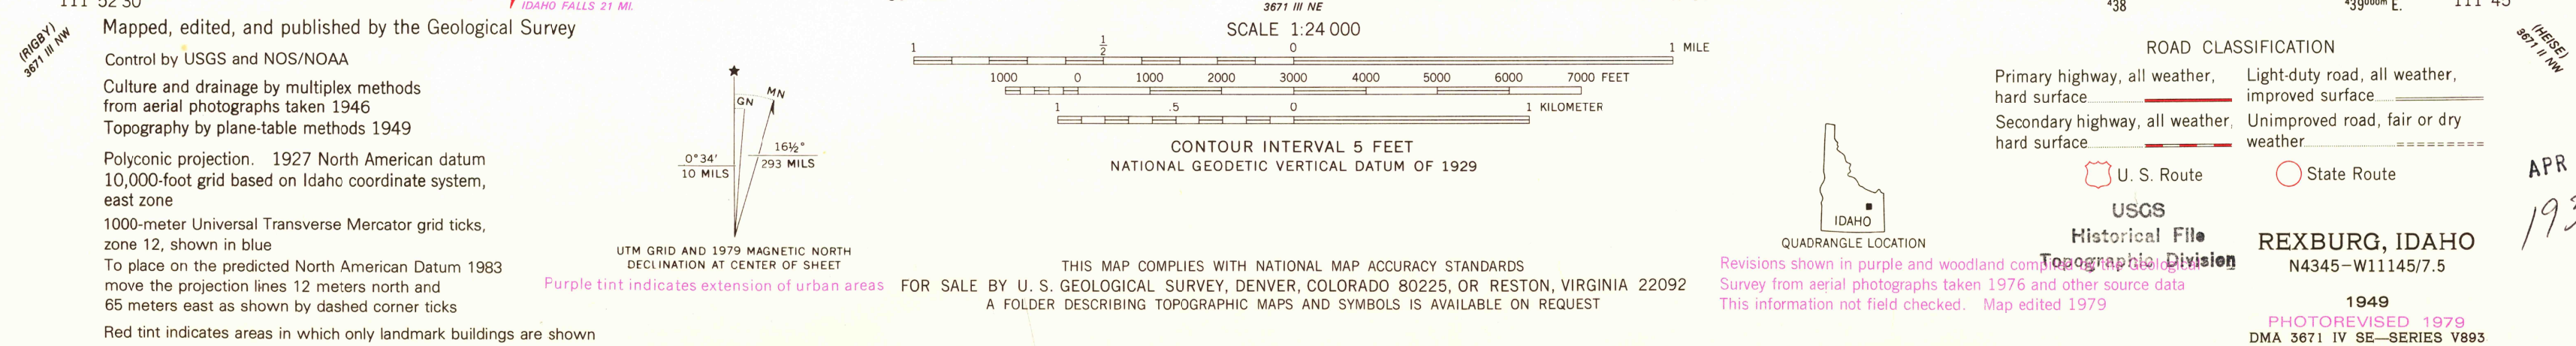 111°52'30"
IDAHO FALLS 21 MI.
3671 III NE
438
439000m E.
111°45'
(RIGBY)
3671 III NW
Mapped, edited, and published by the Geological Survey
Control by USGS and NOS/NOAA
Culture and drainage by multiplex methods
from aerial photographs taken 1946
Topography by plane-table methods 1949
Polyconic projection. 1927 North American datum
10,000-foot grid based on Idaho coordinate system,
east zone
1000-meter Universal Transverse Mercator grid ticks,
zone 12, shown in blue
To place on the predicted North American Datum 1983
move the projection lines 12 meters north and
65 meters east as shown by dashed corner ticks
Red tint indicates areas in which only landmark buildings are shown
★
GN
MN
0°34'
10 MILS
16½°
293 MILS
UTM GRID AND 1979 MAGNETIC NORTH
DECLINATION AT CENTER OF SHEET
Purple tint indicates extension of urban areas
SCALE 1:24 000
1 ½ 0 1 MILE
1000 0 1000 2000 3000 4000 5000 6000 7000 FEET
1 .5 0 1 KILOMETER
CONTOUR INTERVAL 5 FEET
NATIONAL GEODETIC VERTICAL DATUM OF 1929
THIS MAP COMPLIES WITH NATIONAL MAP ACCURACY STANDARDS
FOR SALE BY U. S. GEOLOGICAL SURVEY, DENVER, COLORADO 80225, OR RESTON, VIRGINIA 22092
A FOLDER DESCRIBING TOPOGRAPHIC MAPS AND SYMBOLS IS AVAILABLE ON REQUEST
IDAHO
QUADRANGLE LOCATION
Revisions shown in purple and woodland compiled by the Geological
Survey from aerial photographs taken 1976 and other source data
This information not field checked. Map edited 1979
ROAD CLASSIFICATION
Primary highway, all weather,
hard surface
Light-duty road, all weather,
improved surface
Secondary highway, all weather,
hard surface
Unimproved road, fair or dry
weather
U. S. Route
State Route
USGS
Historical File
Topographic Division
REXBURG, IDAHO
N4345—W11145/7.5
1949
PHOTOREVISED 1979
DMA 3671 IV SE—SERIES V893
(HEISE)
3671 II NW
APR